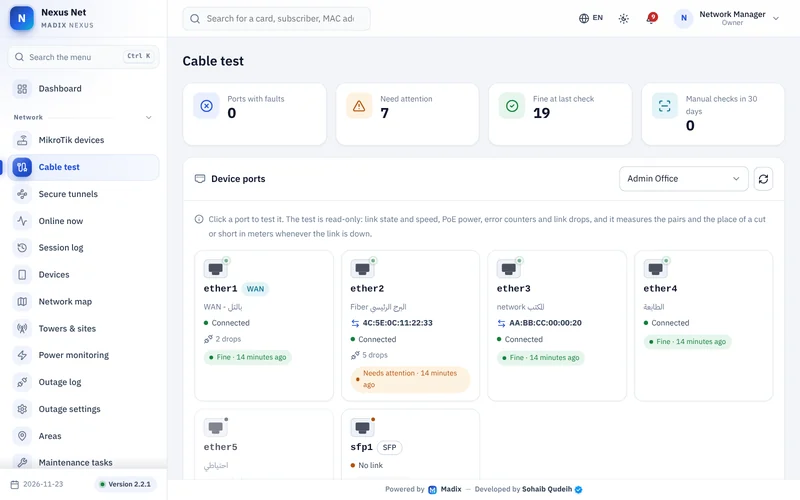 N
Nexus Net
MADIX NEXUS
Search for a card, subscriber, MAC ad
EN
9
N
Network Manager
Owner
Search the menu
Ctrl K
Dashboard
Network
MikroTik devices
Cable test
Secure tunnels
Online now
Session log
Devices
Network map
Towers & sites
Power monitoring
Outage log
Outage settings
Areas
Maintenance tasks
2026-11-23
Version 2.2.1
Cable test
Ports with faults
0
Need attention
7
Fine at last check
19
Manual checks in 30
days
0
Device ports
Admin Office
Click a port to test it. The test is read-only: link state and speed, PoE power, error counters and link drops, and it measures the pairs and the place of a cut
or short in meters whenever the link is down.
ether1 WAN
WAN - بالتل
Connected
2 drops
Fine · 14 minutes ago
ether2
Fiber البرج الرئيسي
4C:5E:0C:11:22:33
Connected
5 drops
Needs attention · 14 minutes
ago
ether3
network المكتب
AA:BB:CC:00:00:20
Connected
Fine · 14 minutes ago
ether4
الطابعة
Connected
Fine · 14 minutes ago
ether5
احتياطي
sfp1 SFP
No link
Powered by Madix — Developed by Sohaib Qudeih